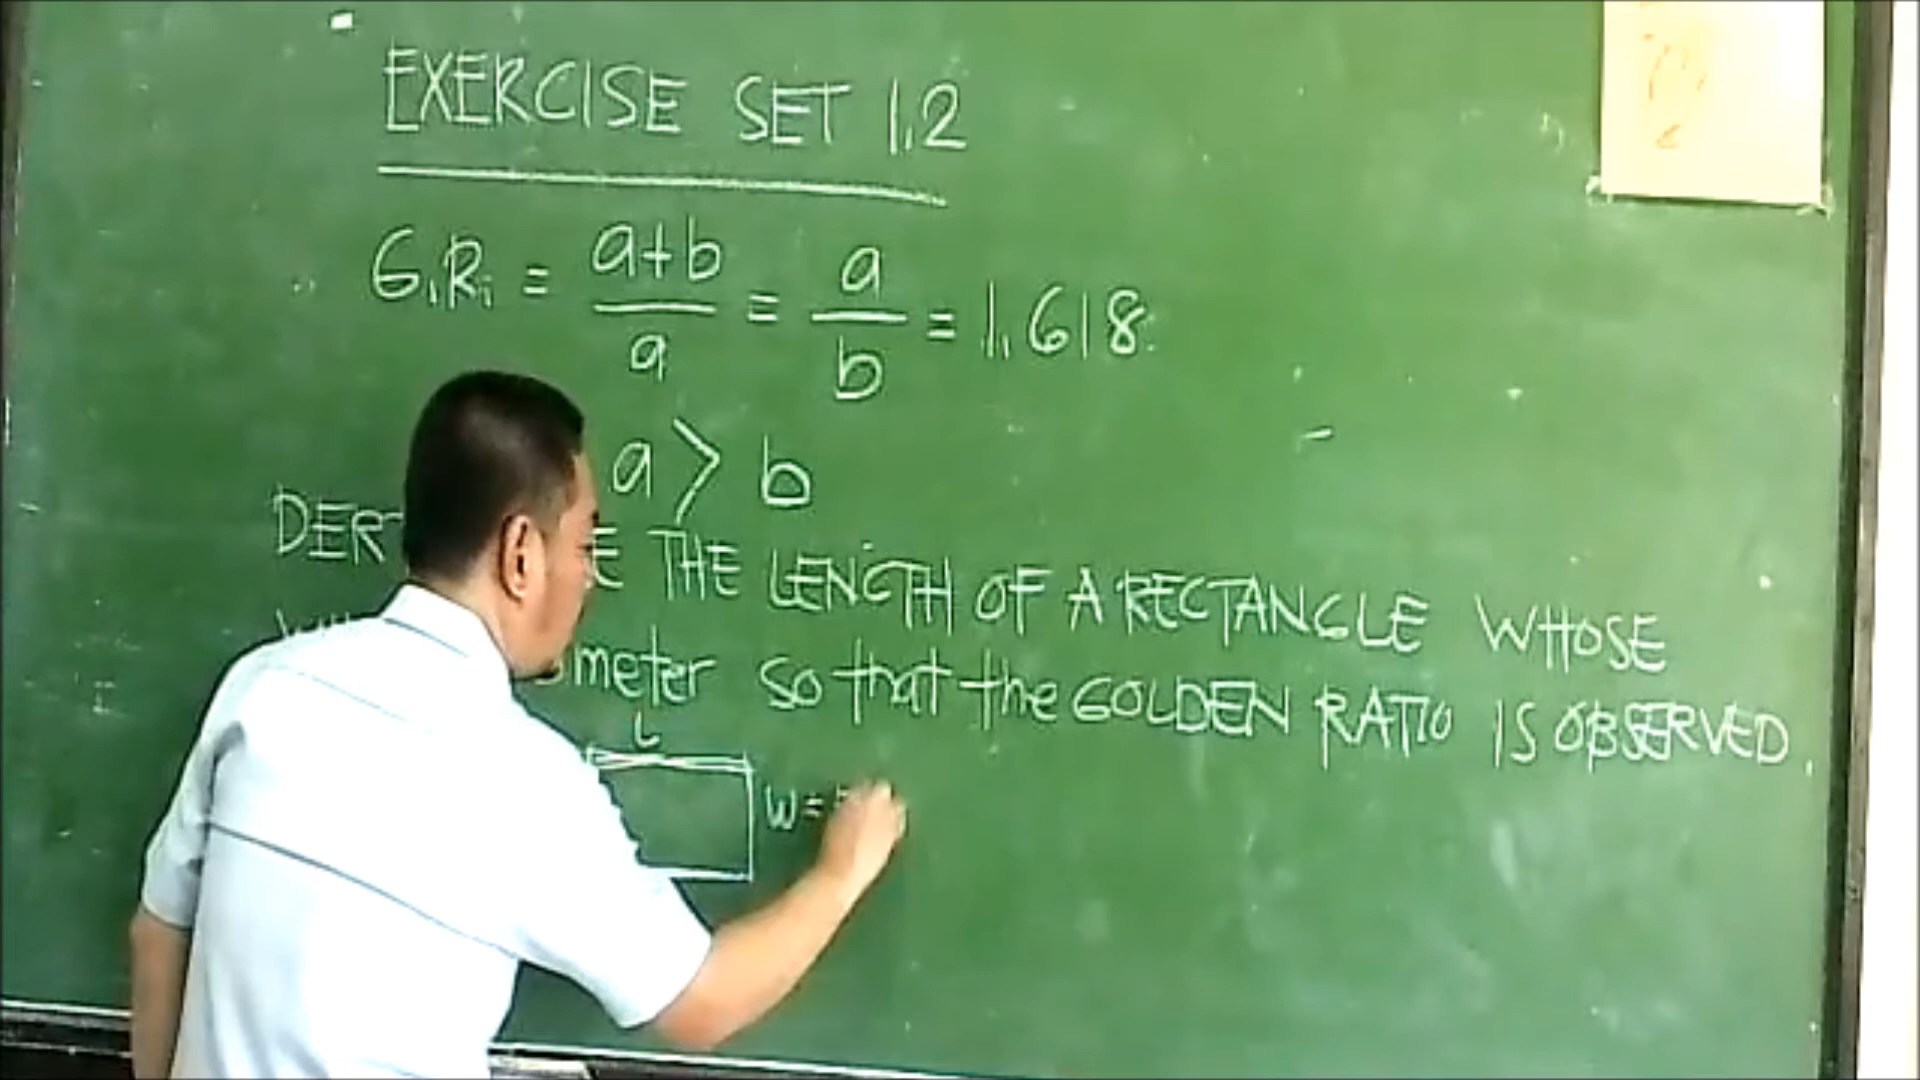 EXERCISE SET 1.2
G.R. = a+b / a = a / b = 1.618
a > b
THE LENGTH OF A RECTANGLE WHOSE
meter so that the GOLDEN RATIO IS OBSERVED.
L
W =